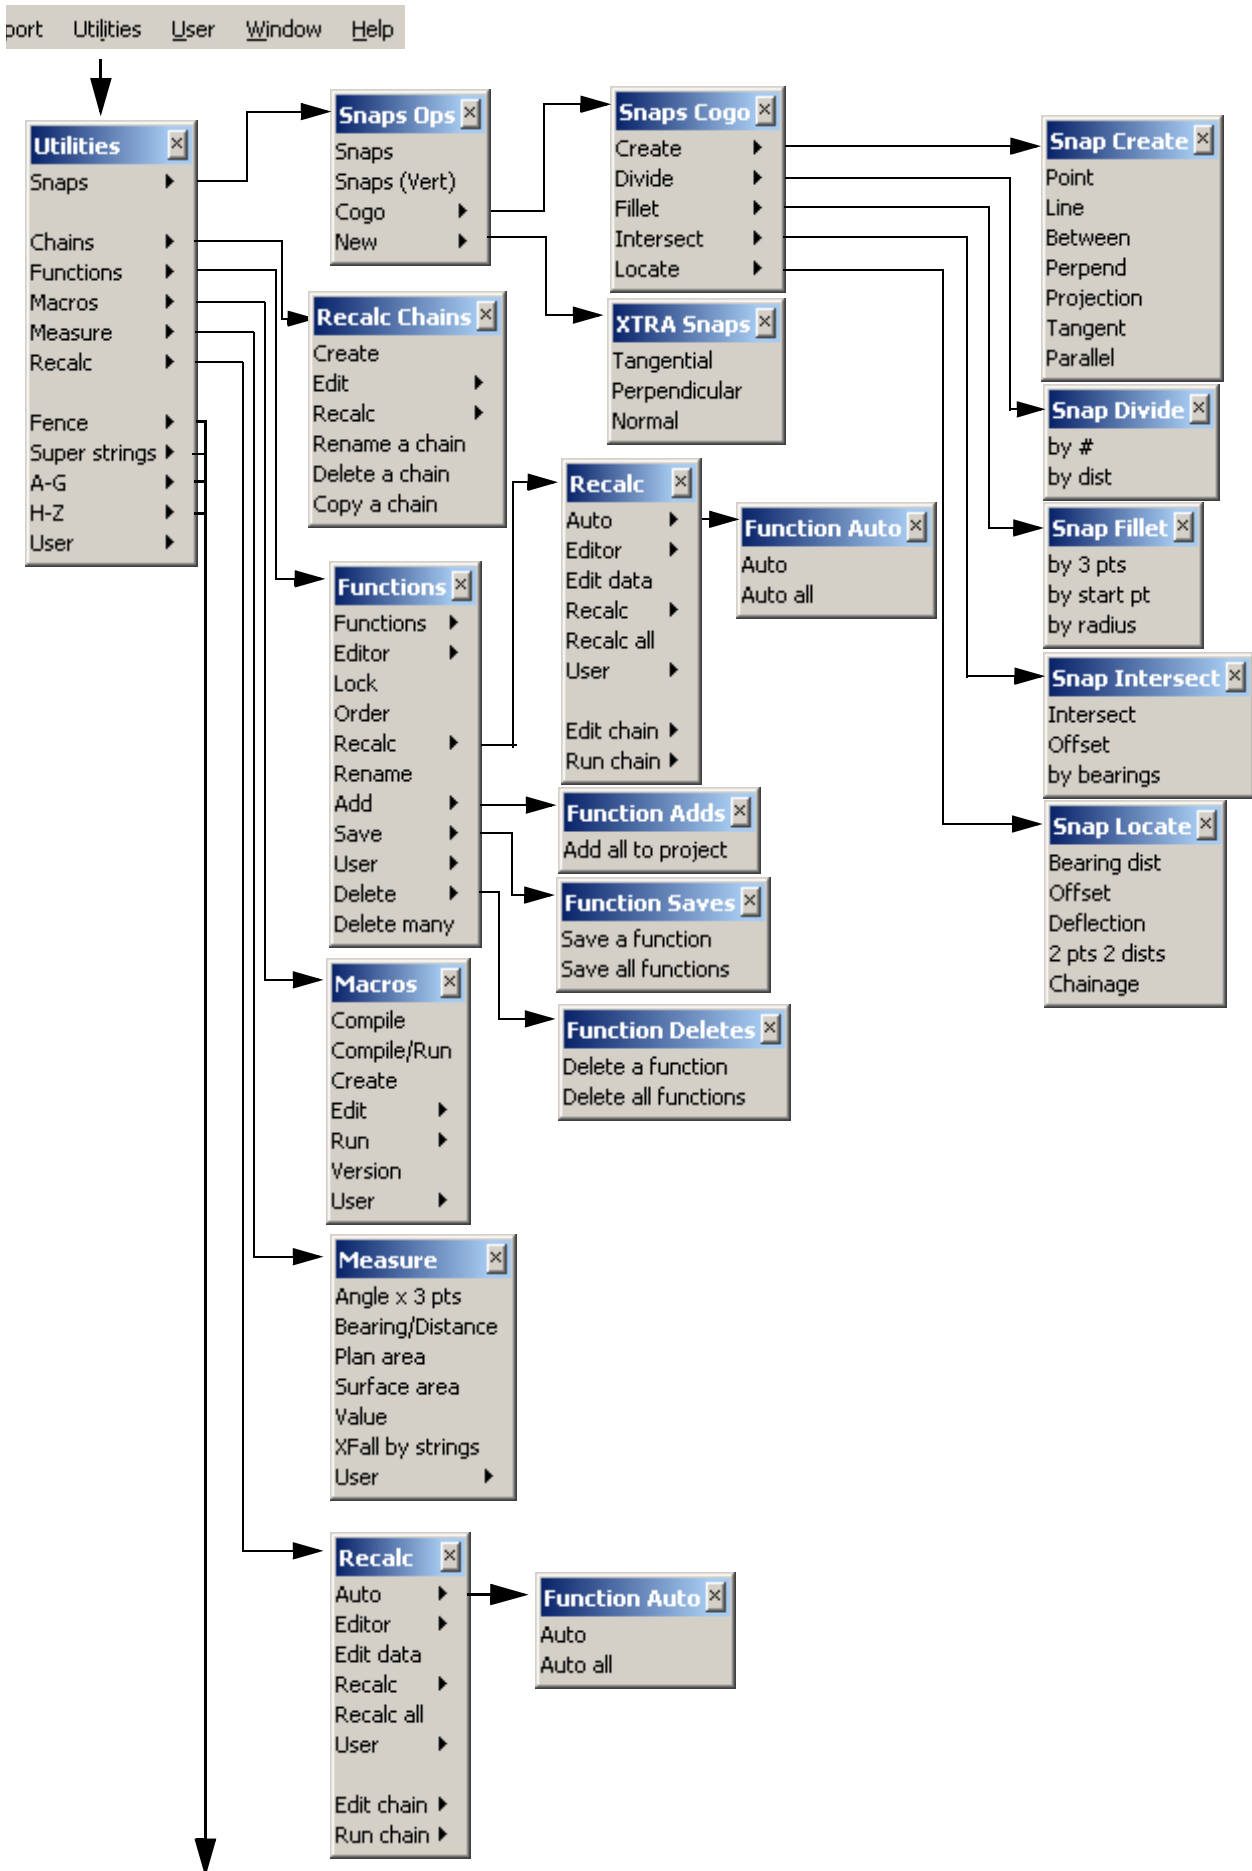 port Utilities User Window Help
Utilities
Snaps
Chains
Functions
Macros
Measure
Recalc
Fence
Super strings
A-G
H-Z
User
Snaps Ops
Snaps
Snaps (Vert)
Cogo
New
Snaps Cogo
Create
Divide
Fillet
Intersect
Locate
XTRA Snaps
Tangential
Perpendicular
Normal
Snap Create
Point
Line
Between
Perpend
Projection
Tangent
Parallel
Snap Divide
by #
by dist
Snap Fillet
by 3 pts
by start pt
by radius
Snap Intersect
Intersect
Offset
by bearings
Snap Locate
Bearing dist
Offset
Deflection
2 pts 2 dists
Chainage
Recalc Chains
Create
Edit
Recalc
Rename a chain
Delete a chain
Copy a chain
Functions
Functions
Editor
Lock
Order
Recalc
Rename
Add
Save
User
Delete
Delete many
Recalc
Auto
Editor
Edit data
Recalc
Recalc all
User
Edit chain
Run chain
Function Auto
Auto
Auto all
Function Adds
Add all to project
Function Saves
Save a function
Save all functions
Function Deletes
Delete a function
Delete all functions
Macros
Compile
Compile/Run
Create
Edit
Run
Version
User
Measure
Angle x 3 pts
Bearing/Distance
Plan area
Surface area
Value
XFall by strings
User
Recalc
Auto
Editor
Edit data
Recalc
Recalc all
User
Edit chain
Run chain
Function Auto
Auto
Auto all